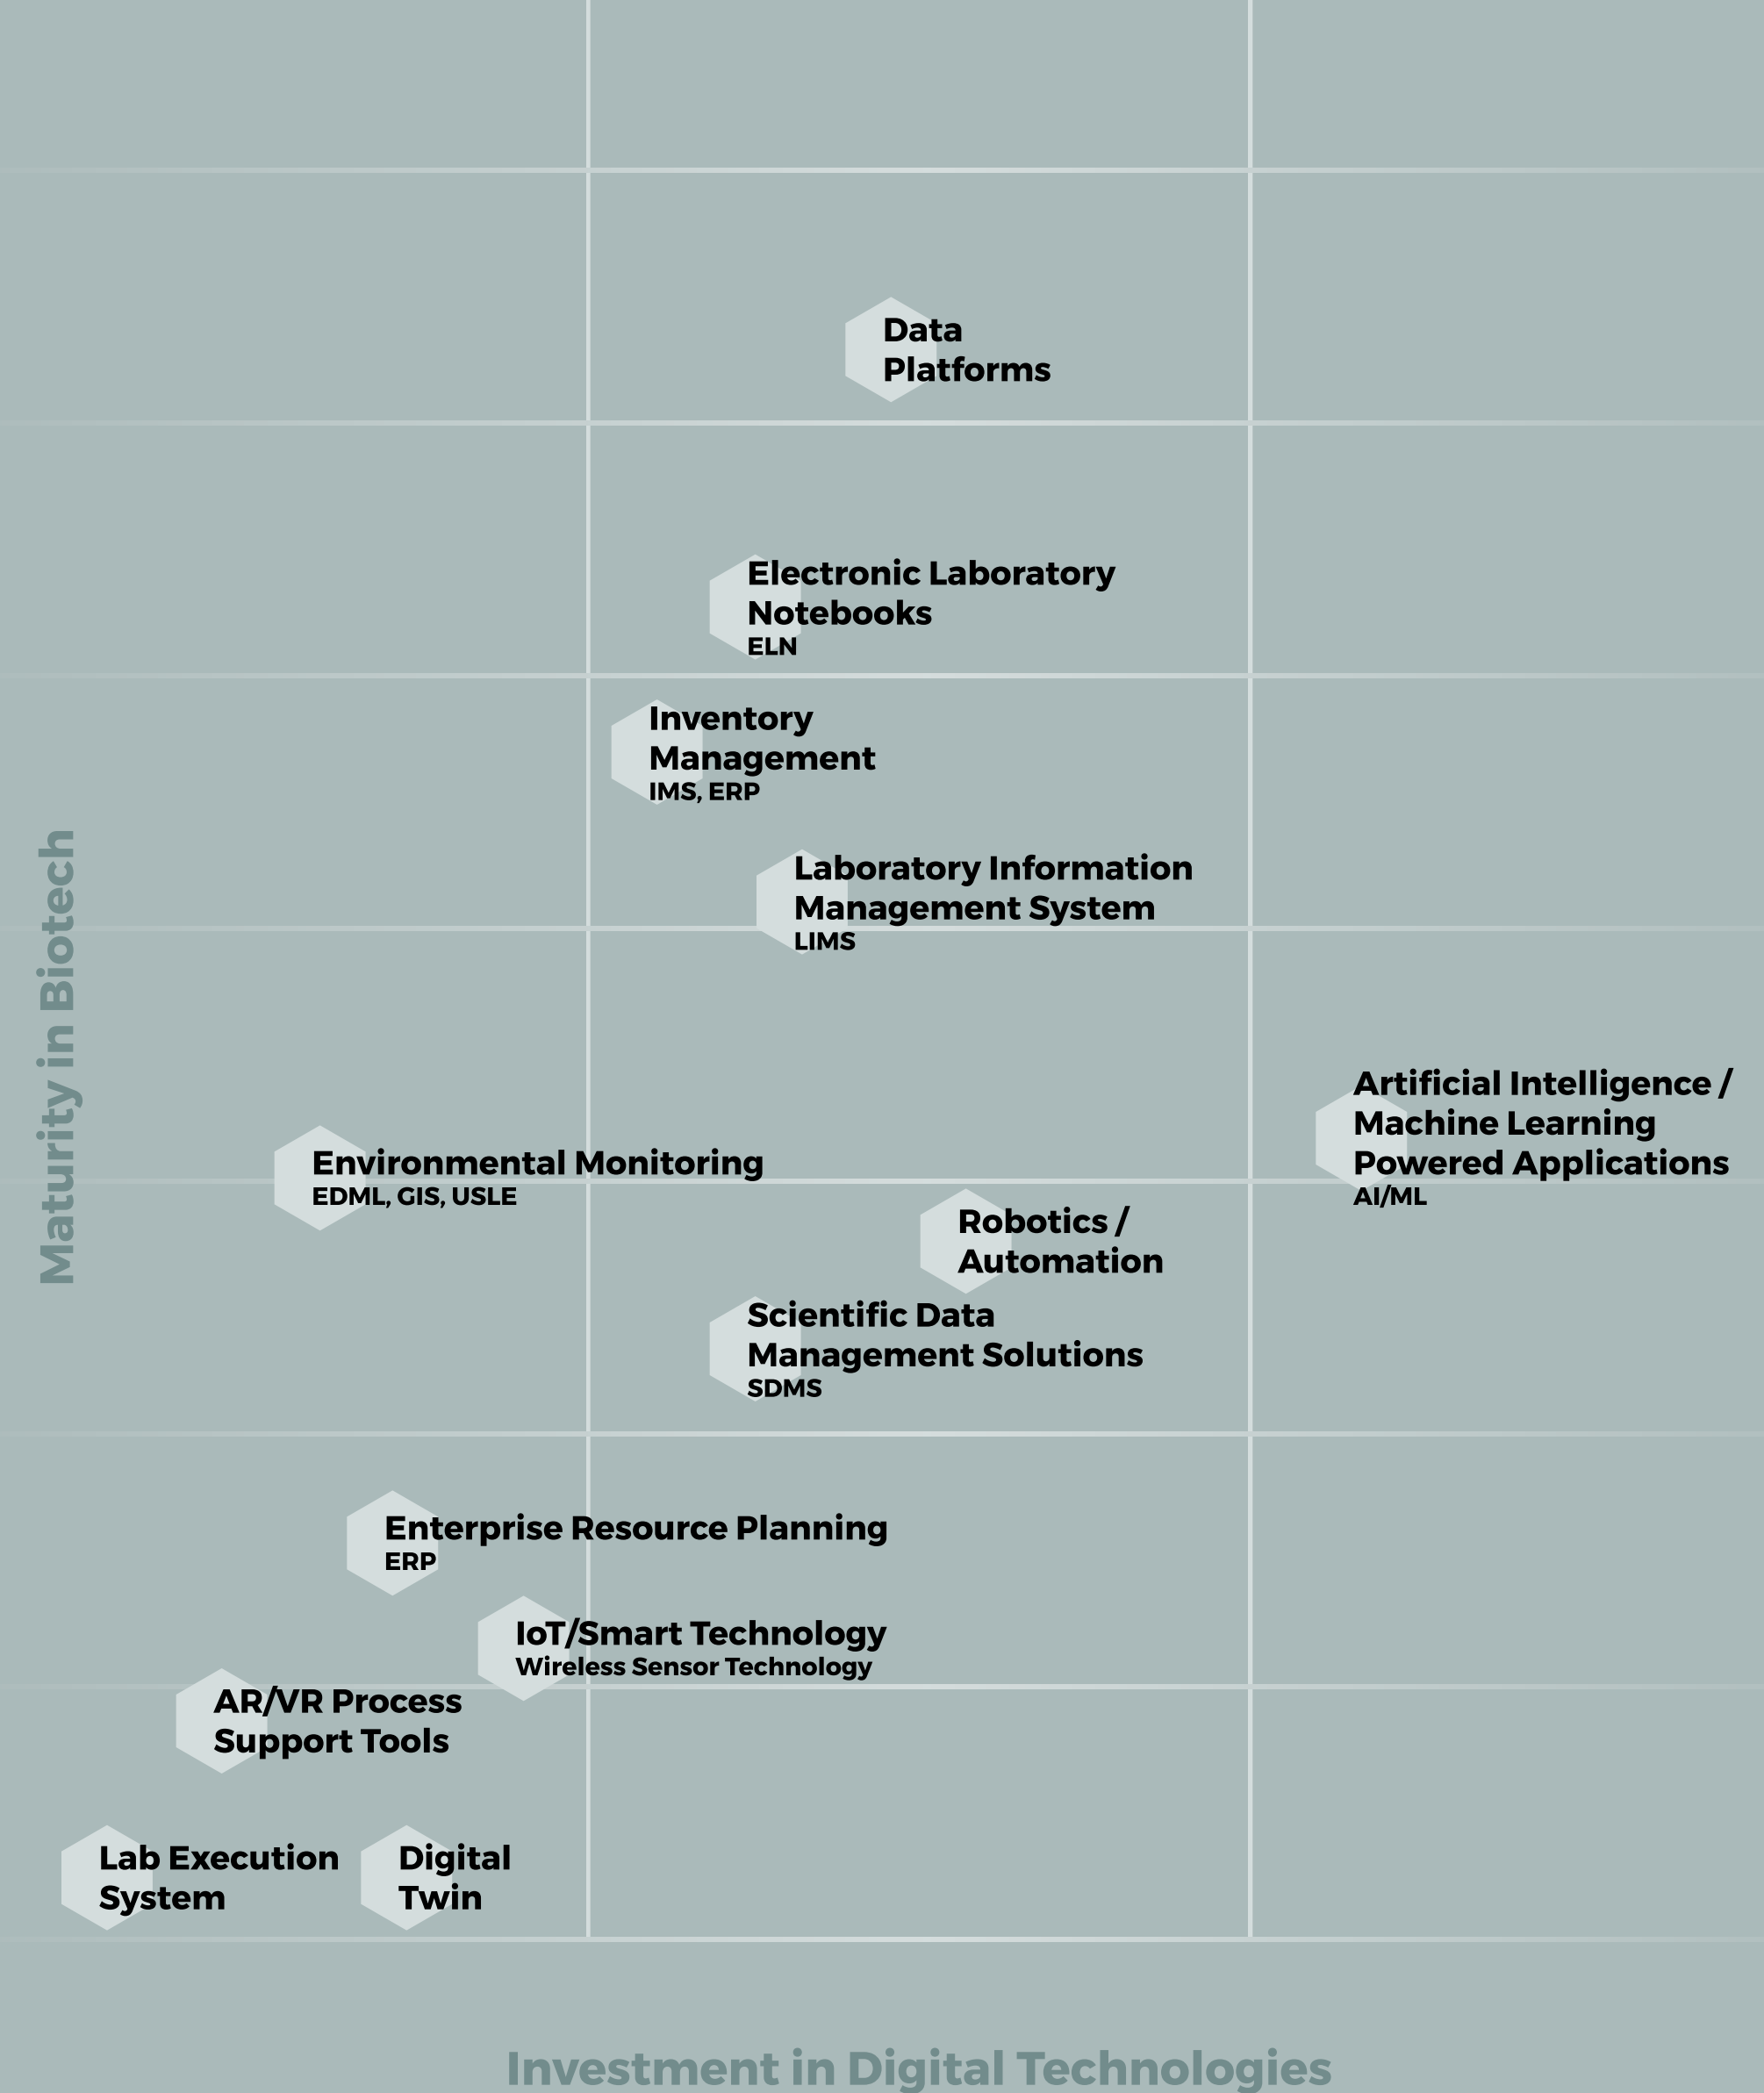 Data
Platforms
Electronic Laboratory
Notebooks
ELN
Inventory
Management
IMS, ERP
Laboratory Information
Management System
LIMS
Maturity in Biotech
Artificial Intelligence /
Machine Learning
Powered Applications
AI/ML
Environmental Monitoring
EDML, GIS, USLE
Robotics /
Automation
Scientific Data
Management Solutions
SDMS
Enterprise Resource Planning
ERP
IoT/Smart Technology
Wireless Sensor Technology
AR/VR Process
Support Tools
Lab Execution
System
Digital
Twin
Investment in Digital Technologies